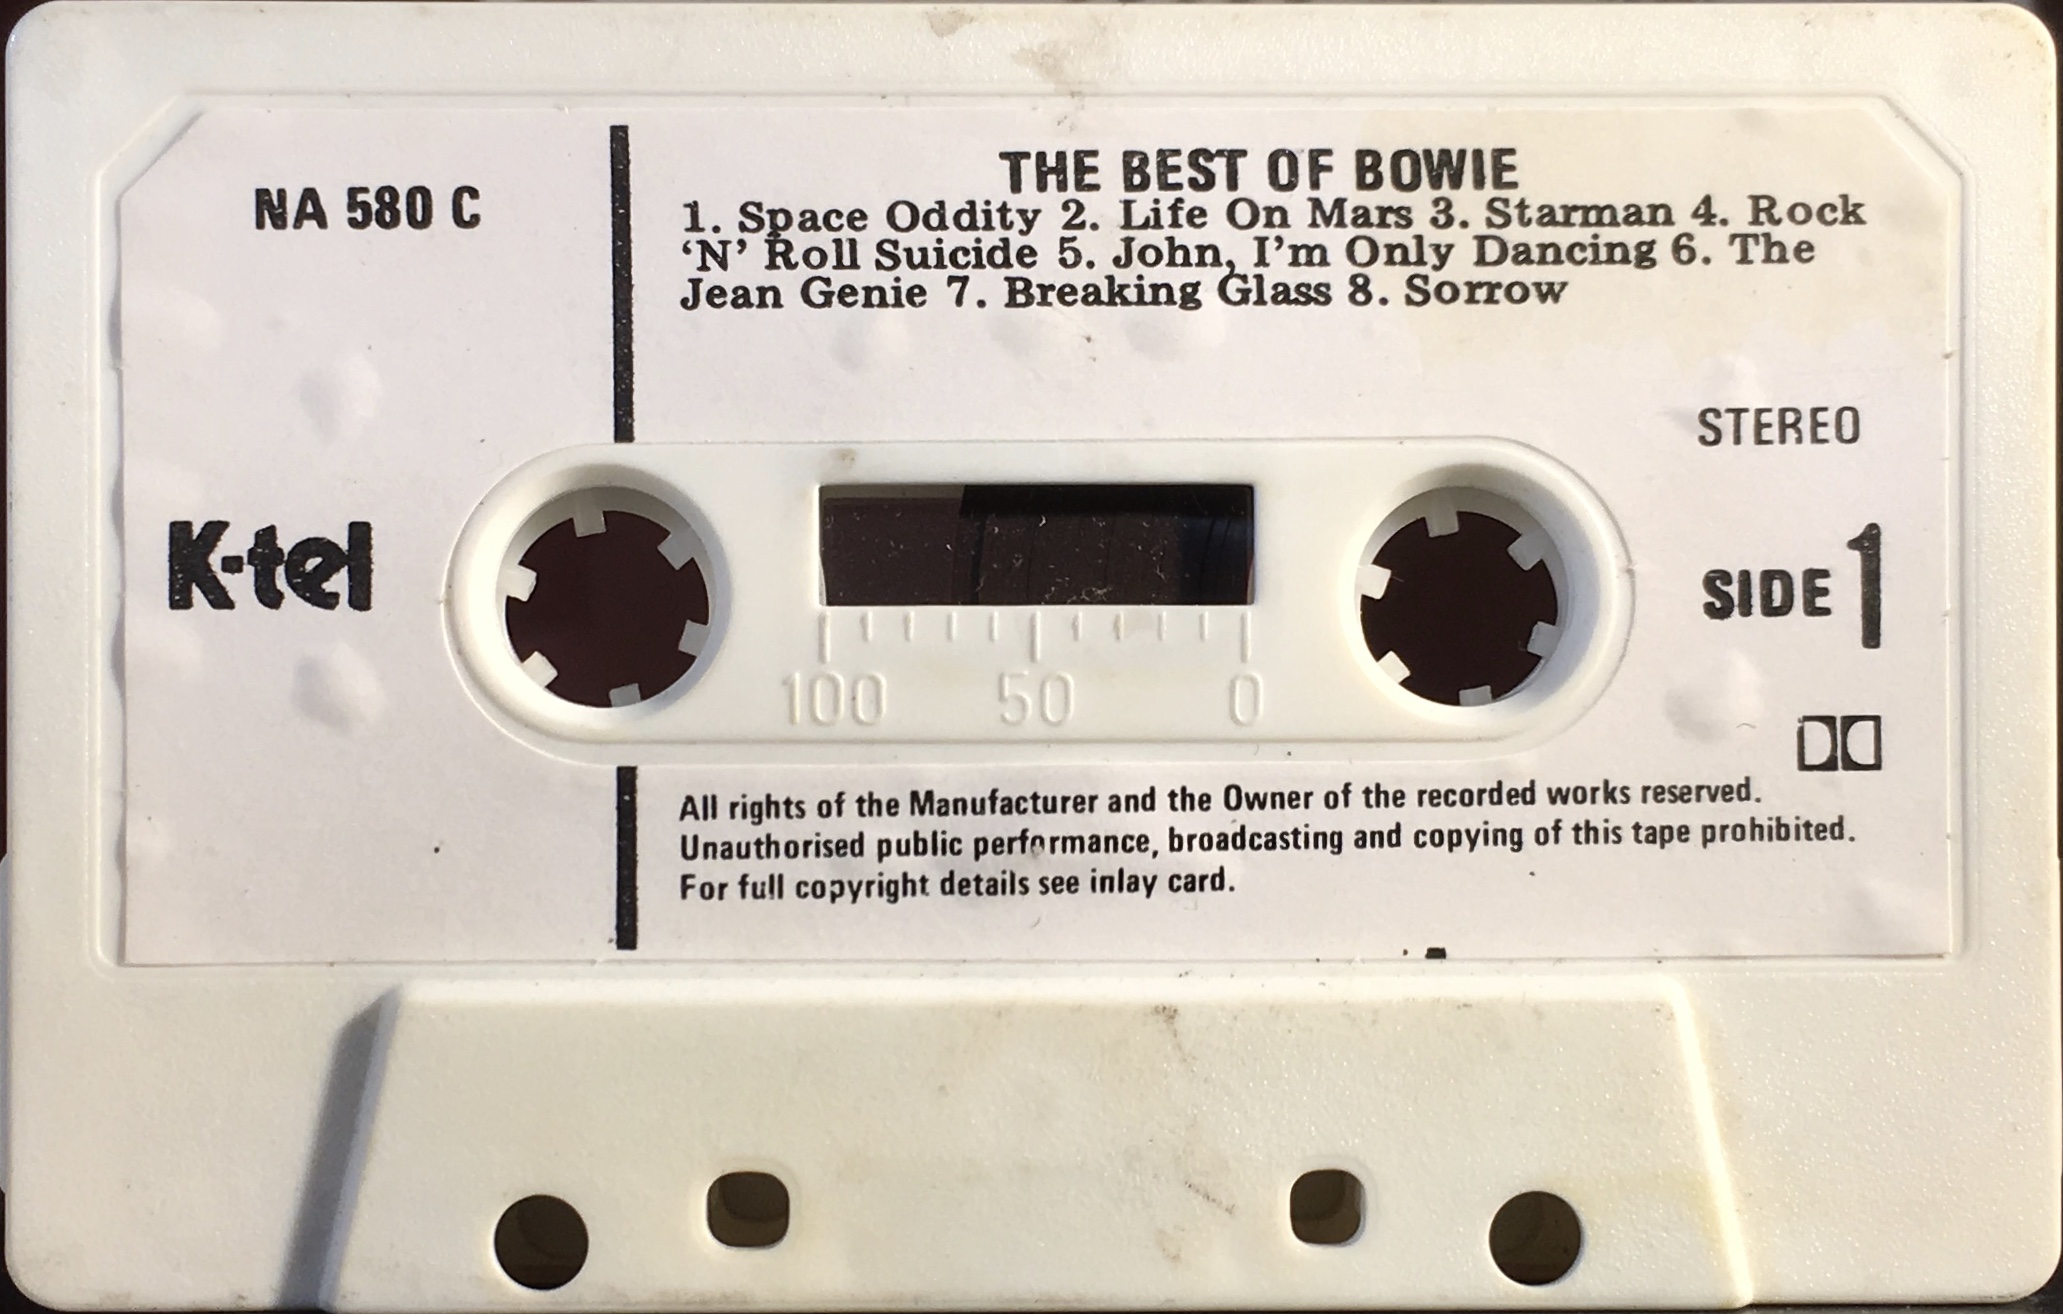 NA 580 C
THE BEST OF BOWIE
1. Space Oddity 2. Life On Mars 3. Starman 4. Rock
‘N’ Roll Suicide 5. John, I’m Only Dancing 6. The
Jean Genie 7. Breaking Glass 8. Sorrow
STEREO
K-tel
SIDE 1
100 50 0
All rights of the Manufacturer and the Owner of the recorded works reserved.
Unauthorised public performance, broadcasting and copying of this tape prohibited.
For full copyright details see inlay card.